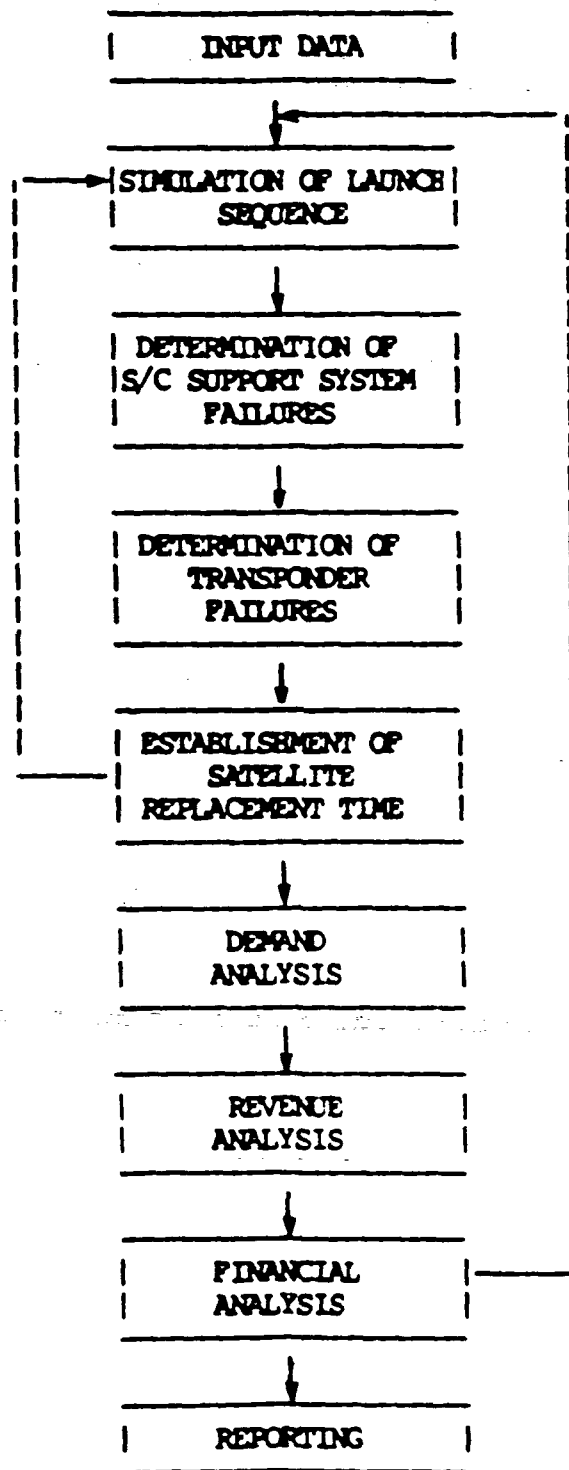 INPUT DATA
SIMULATION OF LAUNCH
SEQUENCE
DETERMINATION OF
S/C SUPPORT SYSTEM
FAILURES
DETERMINATION OF
TRANSPONDER
FAILURES
ESTABLISHMENT OF
SATELLITE
REPLACEMENT TIME
DEMAND
ANALYSIS
REVENUE
ANALYSIS
FINANCIAL
ANALYSIS
REPORTING